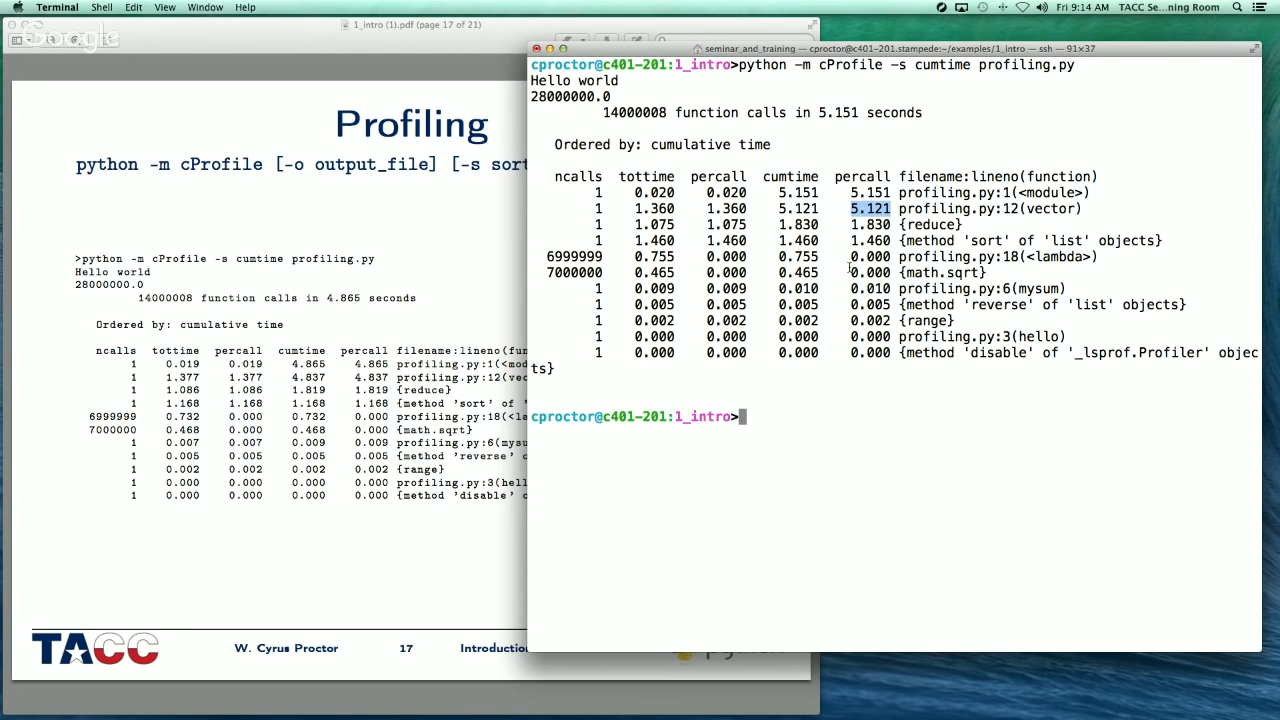 Terminal Shell Edit View Window Help Fri 9:14 AM TACC Se...ning Room
1_intro (1).pdf (page 17 of 21)
Google
Profiling
python -m cProfile [-o output_file] [-s sort
>python -m cProfile -s cumtime profiling.py
Hello world
28000000.0
14000008 function calls in 4.865 seconds
Ordered by: cumulative time
ncalls tottime percall cumtime percall filename:lineno(fun
1 0.019 0.019 4.865 4.865 profiling.py:1(<mod
1 1.377 1.377 4.837 4.837 profiling.py:12(vec
1 1.086 1.086 1.819 1.819 {reduce}
1 1.168 1.168 1.168 1.168 {method 'sort' of '
6999999 0.732 0.000 0.732 0.000 profiling.py:18(<la
7000000 0.468 0.000 0.468 0.000 {math.sqrt}
1 0.007 0.007 0.009 0.009 profiling.py:6(mysu
1 0.005 0.005 0.005 0.005 {method 'reverse' o
1 0.002 0.002 0.002 0.002 {range}
1 0.000 0.000 0.000 0.000 profiling.py:3(hell
1 0.000 0.000 0.000 0.000 {method 'disable' o
TACC W. Cyrus Proctor 17 Introduction
seminar_and_training — cproctor@c401-201.stampede:~/examples/1_intro — ssh — 91×37
cproctor@c401-201:1_intro>python -m cProfile -s cumtime profiling.py
Hello world
28000000.0
14000008 function calls in 5.151 seconds
Ordered by: cumulative time
ncalls tottime percall cumtime percall filename:lineno(function)
1 0.020 0.020 5.151 5.151 profiling.py:1(<module>)
1 1.360 1.360 5.121 5.121 profiling.py:12(vector)
1 1.075 1.075 1.830 1.830 {reduce}
1 1.460 1.460 1.460 1.460 {method 'sort' of 'list' objects}
6999999 0.755 0.000 0.755 0.000 profiling.py:18(<lambda>)
7000000 0.465 0.000 0.465 0.000 {math.sqrt}
1 0.009 0.009 0.010 0.010 profiling.py:6(mysum)
1 0.005 0.005 0.005 0.005 {method 'reverse' of 'list' objects}
1 0.002 0.002 0.002 0.002 {range}
1 0.000 0.000 0.000 0.000 profiling.py:3(hello)
1 0.000 0.000 0.000 0.000 {method 'disable' of '_lsprof.Profiler' objec
ts}
cproctor@c401-201:1_intro>